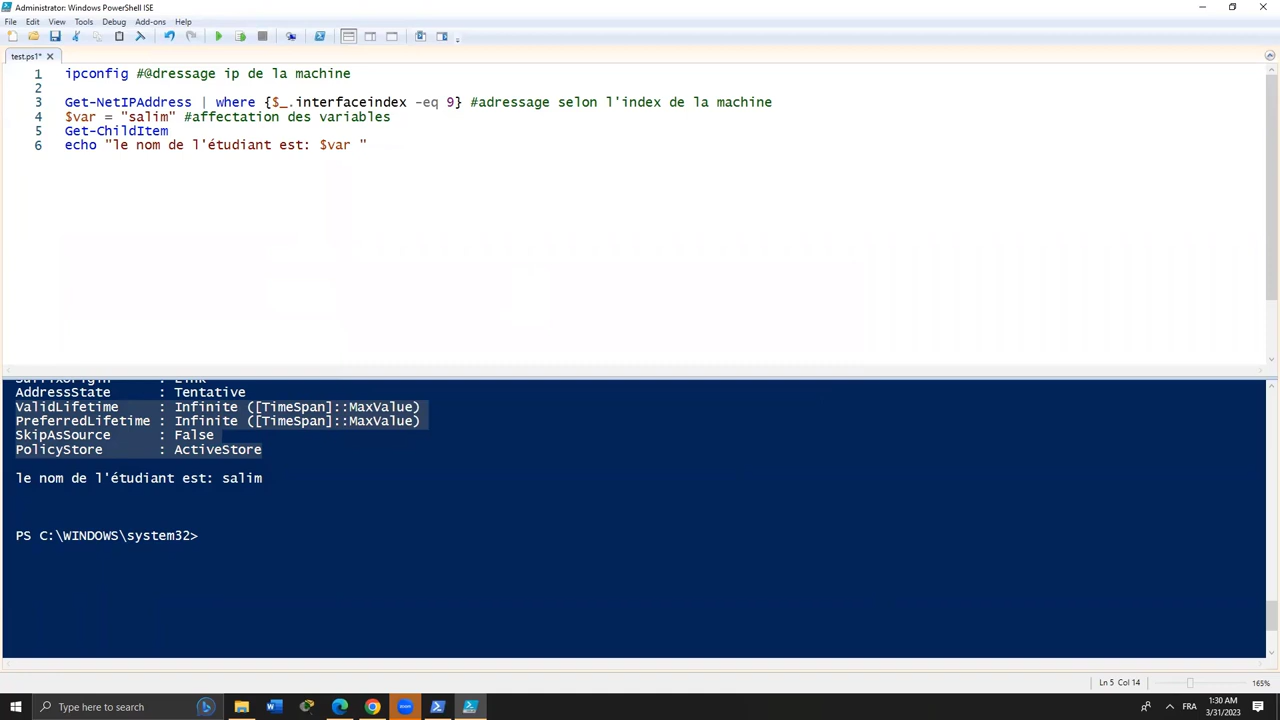 Administrator: Windows PowerShell ISE
File Edit View Tools Debug Add-ons Help
test.ps1*
1 ipconfig #@dressage ip de la machine
2
3 Get-NetIPAddress | where {$_.interfaceindex -eq 9} #adressage selon l'index de la machine
4 $var = "salim" #affectation des variables
5 Get-ChildItem
6 echo "le nom de l'étudiant est: $var "
SuffixOrigin : Link
AddressState : Tentative
ValidLifetime : Infinite ([TimeSpan]::MaxValue)
PreferredLifetime : Infinite ([TimeSpan]::MaxValue)
SkipAsSource : False
PolicyStore : ActiveStore
le nom de l'étudiant est: salim
PS C:\WINDOWS\system32>
Ln 5 Col 14 165%
Type here to search
FRA
1:30 AM
3/31/2023